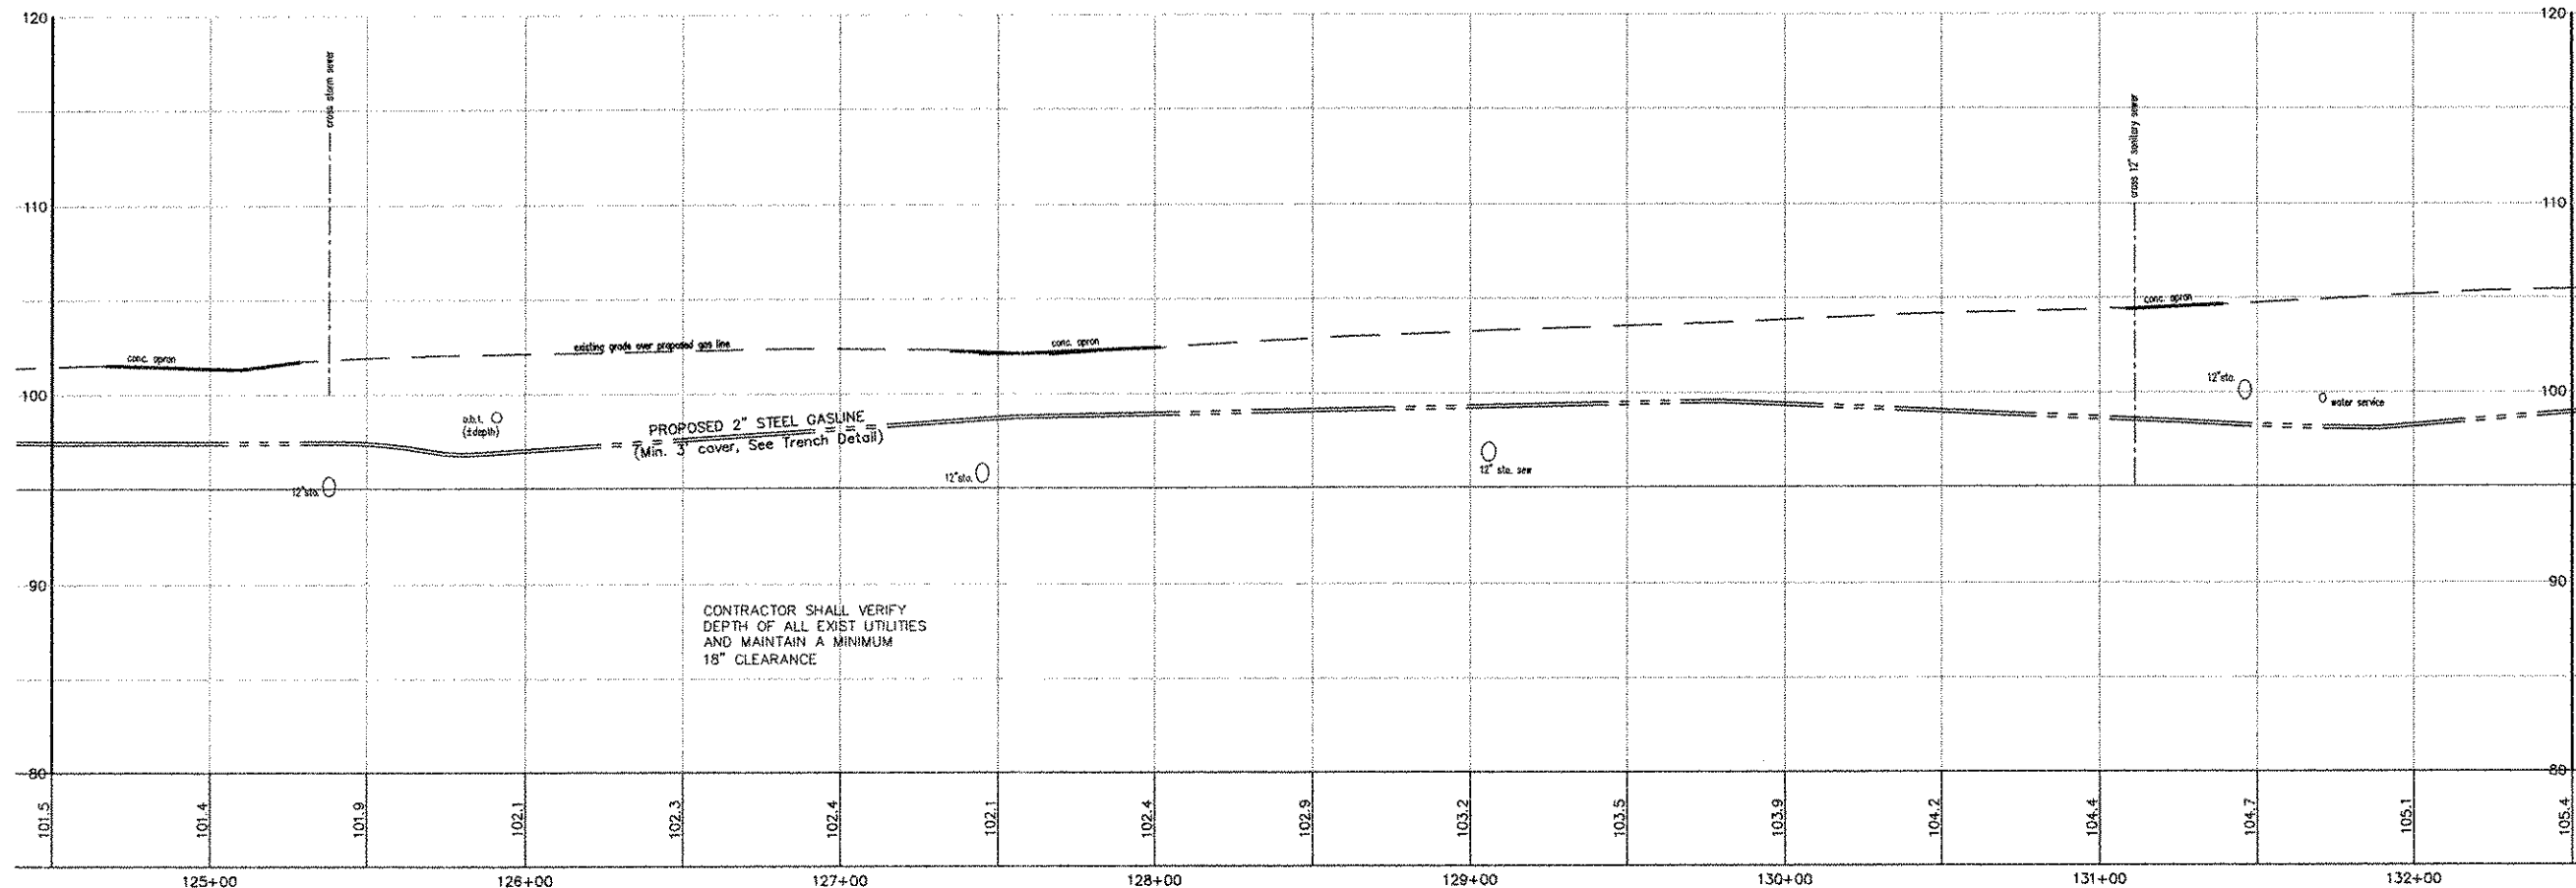 120
120
cross storm sewer
cross 12" sanitary sewer
110
110
conc. apron
existing grade over proposed gas line
conc. apron
conc. apron
100
100
o.b.t.
(±depth)
PROPOSED 2" STEEL GASLINE
(Min. 3' cover, See Trench Detail)
12"sta.
12"sta.
12" sta. sew
12"sta.
water service
90
90
CONTRACTOR SHALL VERIFY
DEPTH OF ALL EXIST UTILITIES
AND MAINTAIN A MINIMUM
18" CLEARANCE
80
80
101.5
101.4
101.9
102.1
102.3
102.4
102.1
102.4
102.9
103.2
103.5
103.9
104.2
104.4
104.7
105.1
105.4
125+00
126+00
127+00
128+00
129+00
130+00
131+00
132+00